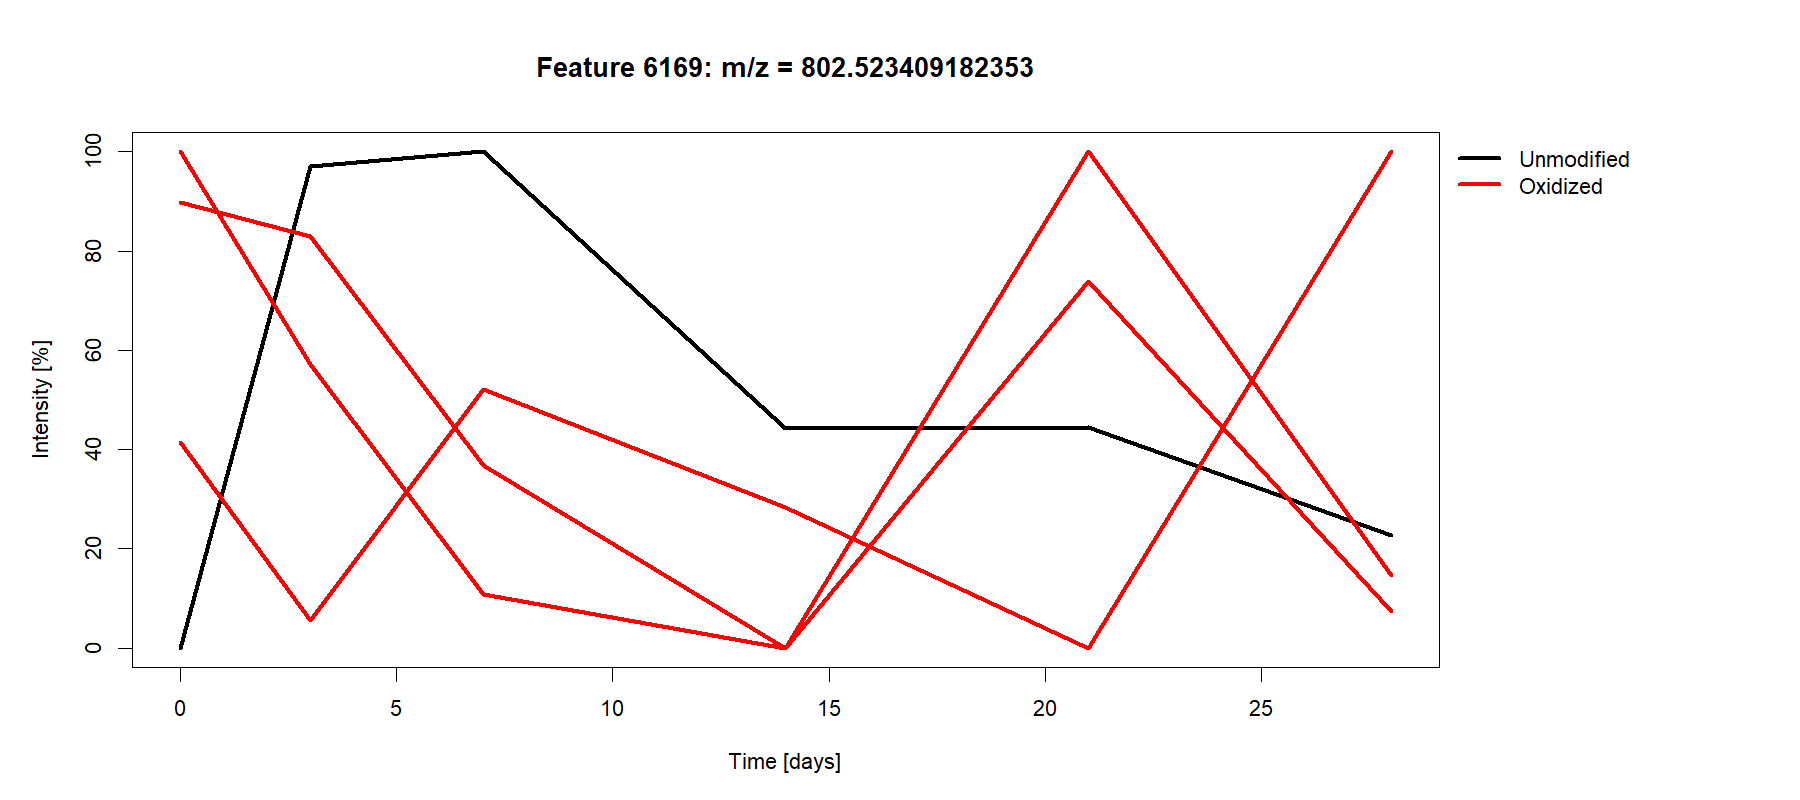 Feature 6169: m/z = 802.523409182353
Unmodified
Oxidized
Intensity [%]
100
80
60
40
20
0
0 5 10 15 20 25
Time [days]